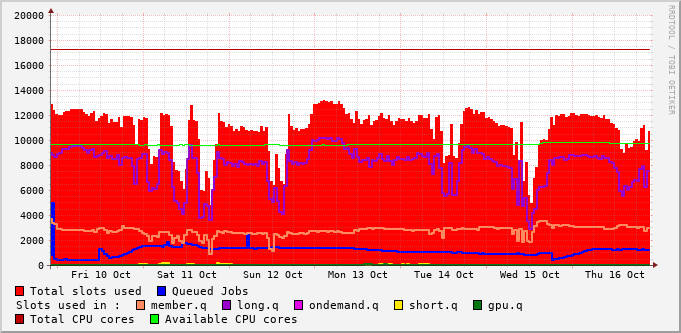 RRDTOOL / TOBI OETIKER
20000
18000
16000
14000
12000
10000
8000
6000
4000
2000
0
Fri 10 Oct Sat 11 Oct Sun 12 Oct Mon 13 Oct Tue 14 Oct Wed 15 Oct Thu 16 Oct
Total slots used Queued Jobs
Slots used in : member.q long.q ondemand.q short.q gpu.q
Total CPU cores Available CPU cores